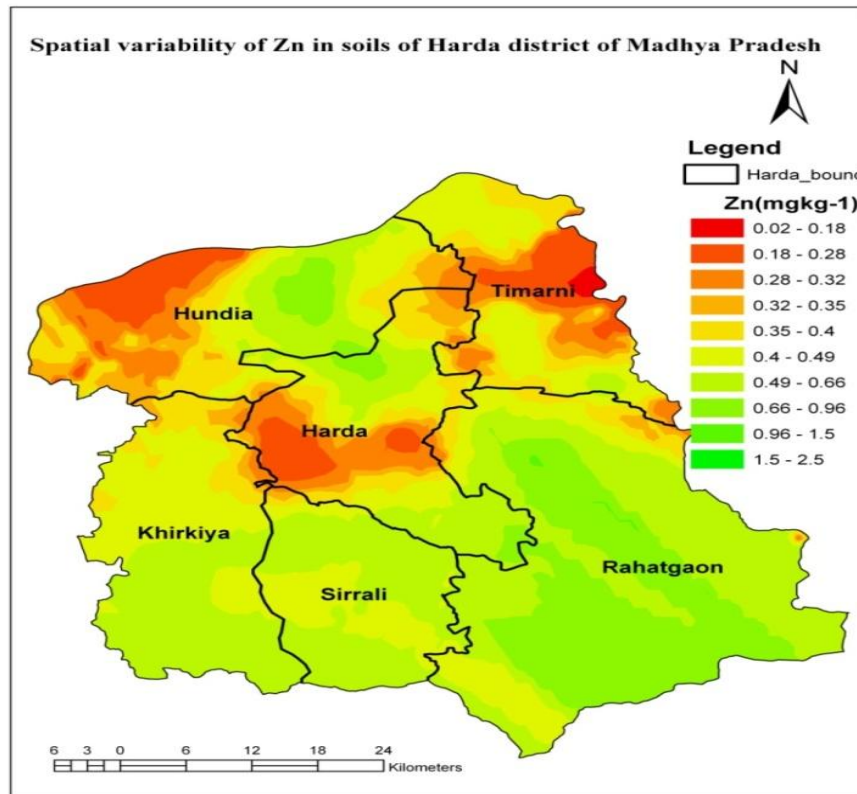 Spatial variability of Zn in soils of Harda district of Madhya Pradesh
N
Legend
Harda_bound
Zn(mgkg-1)
0.02 - 0.18
0.18 - 0.28
0.28 - 0.32
0.32 - 0.35
0.35 - 0.4
0.4 - 0.49
0.49 - 0.66
0.66 - 0.96
0.96 - 1.5
1.5 - 2.5
Timarni
Hundia
Harda
Khirkiya
Sirrali
Rahatgaon
6 3 0 6 12 18 24
Kilometers